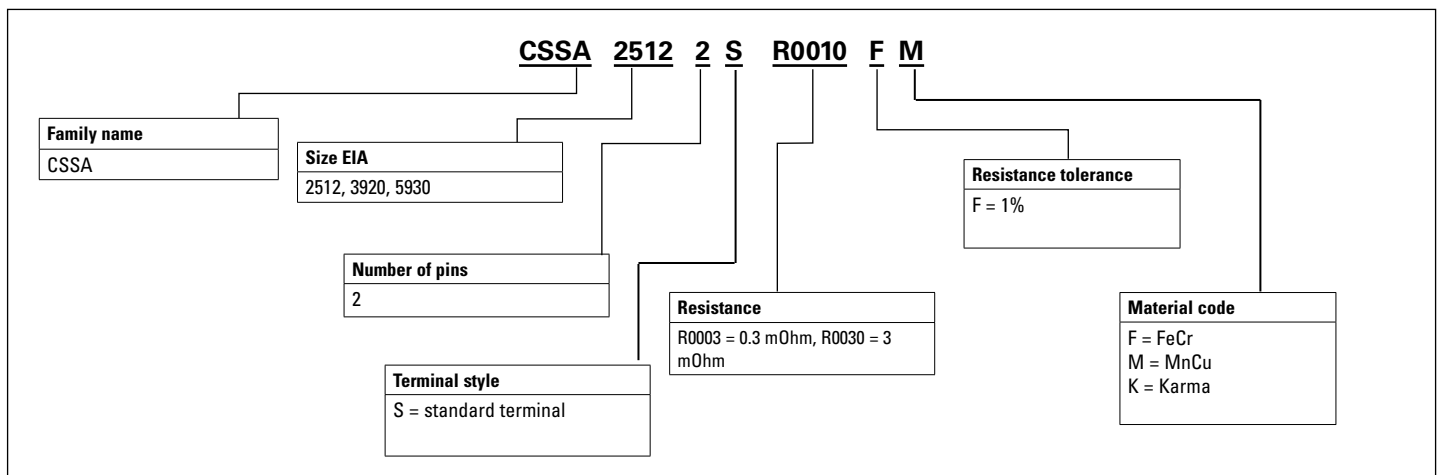 CSSA 2512 2 S R0010 F M
Family name
CSSA
Size EIA
2512, 3920, 5930
Number of pins
2
Terminal style
S = standard terminal
Resistance
R0003 = 0.3 mOhm, R0030 = 3
mOhm
Resistance tolerance
F = 1%
Material code
F = FeCr
M = MnCu
K = Karma